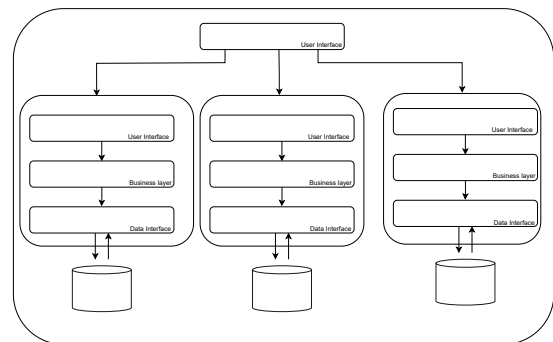 User Interface
User Interface
User Interface
User Interface
Business layer
Business layer
Business layer
Data Interface
Data Interface
Data Interface